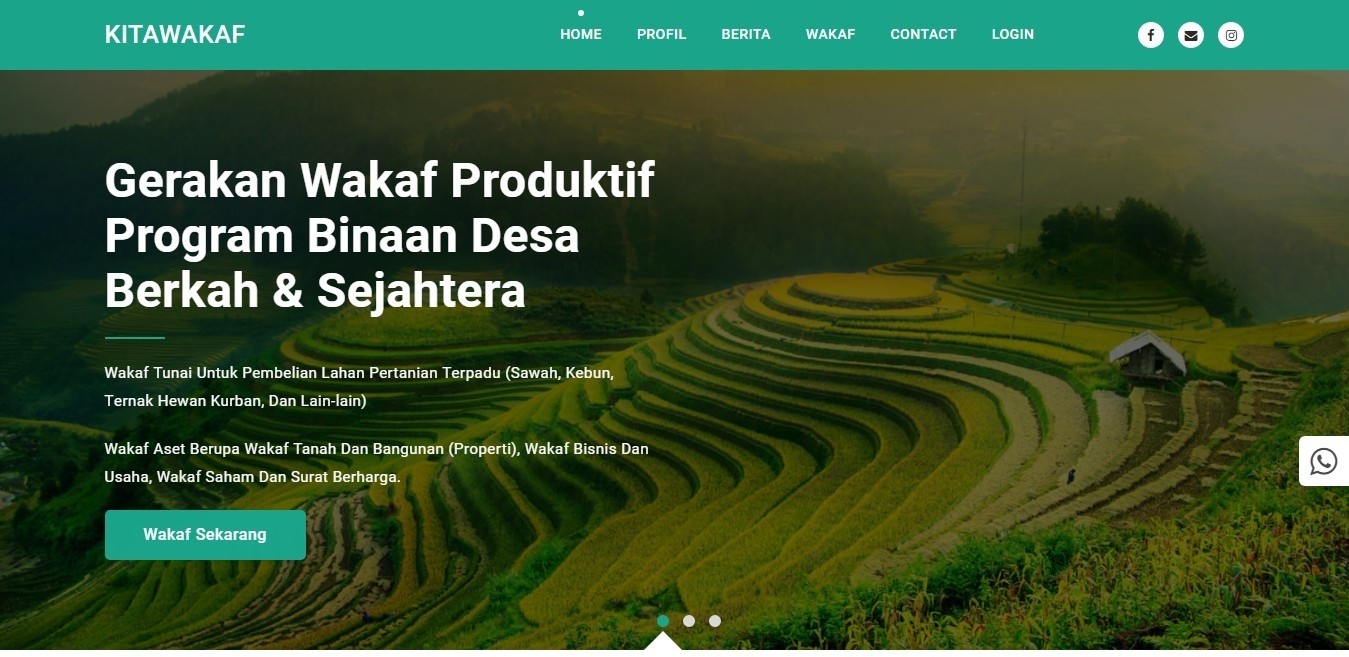 KITAWAKAF
HOME PROFIL BERITA WAKAF CONTACT LOGIN
Gerakan Wakaf Produktif
Program Binaan Desa
Berkah & Sejahtera
Wakaf Tunai Untuk Pembelian Lahan Pertanian Terpadu (Sawah, Kebun,
Ternak Hewan Kurban, Dan Lain-lain)
Wakaf Aset Berupa Wakaf Tanah Dan Bangunan (Properti), Wakaf Bisnis Dan
Usaha, Wakaf Saham Dan Surat Berharga.
Wakaf Sekarang